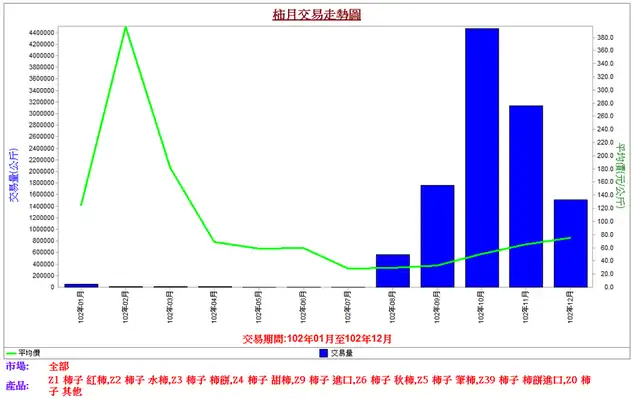 柿月交易走勢圖
交易量(公斤)
4400000
4200000
4000000
3800000
3600000
3400000
3200000
3000000
2800000
2600000
2400000
2200000
2000000
1800000
1600000
1400000
1200000
1000000
800000
600000
400000
200000
0
380.0
360.0
340.0
320.0
300.0
280.0
260.0
240.0
220.0
200.0
180.0
160.0
140.0
120.0
100.0
80.0
60.0
40.0
20.0
0.0
平均價(元/公斤)
102年01月
102年02月
102年03月
102年04月
102年05月
102年06月
102年07月
102年08月
102年09月
102年10月
102年11月
102年12月
交易期間:102年01月至102年12月
平均價 交易量
市場: 全部
產品: Z1 柿子 紅柿,Z2 柿子 水柿,Z3 柿子 柿餅,Z4 柿子 甜柿,Z9 柿子 進口,Z6 柿子 秋柿,Z5 柿子 筆柿,Z39 柿子 柿餅進口,Z0 柿
子 其他